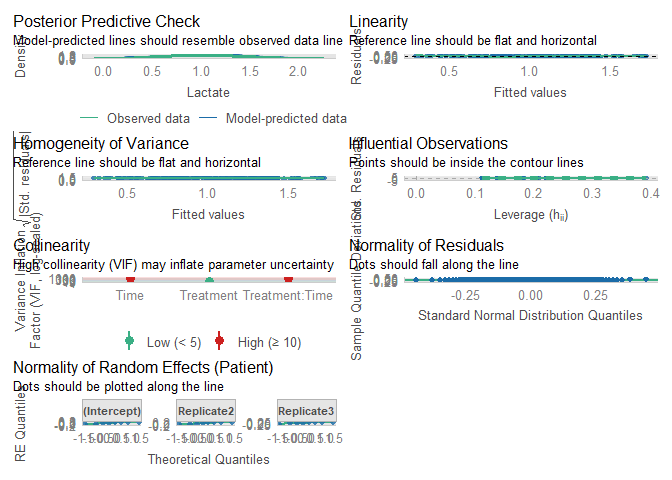 Posterior Predictive Check
Model-predicted lines should resemble observed data line
Density
0.0 0.5 1.0 1.5 2.0
Lactate
Observed data Model-predicted data
Linearity
Reference line should be flat and horizontal
Residuals
0.5 1.0 1.5
Fitted values
Homogeneity of Variance
Reference line should be flat and horizontal
√|Std. residuals|
0.5 1.0 1.5
Fitted values
Influential Observations
Points should be inside the contour lines
Std. Residuals
0.0 0.1 0.2 0.3 0.4
Leverage (hii)
Collinearity
High collinearity (VIF) may inflate parameter uncertainty
Variance Inflation
Factor (VIF, log-scaled)
Time Treatment Treatment:Time
Low (< 5) High (≥ 10)
Normality of Residuals
Dots should fall along the line
Sample Quantile Deviations
-0.25 0.00 0.25
Standard Normal Distribution Quantiles
Normality of Random Effects (Patient)
Dots should be plotted along the line
RE Quantiles
(Intercept) Replicate2 Replicate3
Theoretical Quantiles